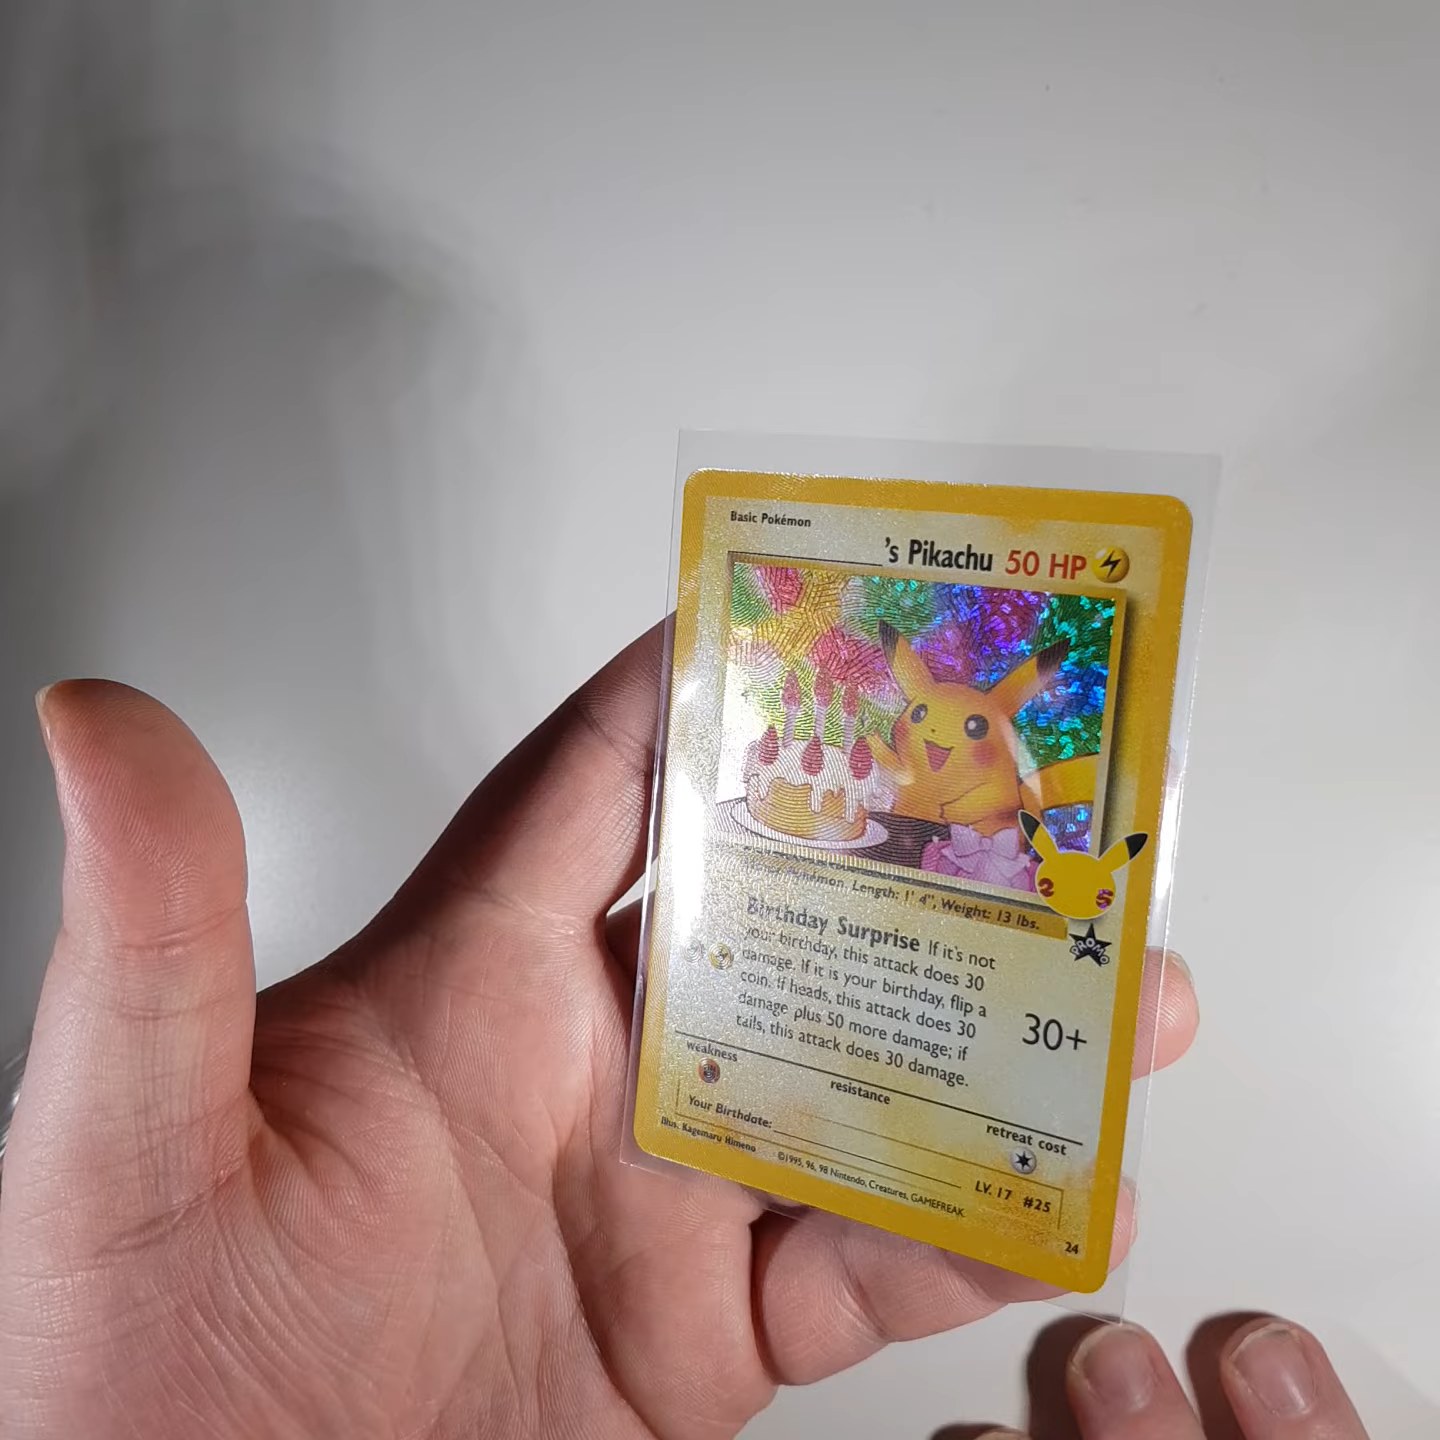 Basic Pokémon
's Pikachu 50 HP
Pokémon. Length: 1' 4", Weight: 13 lbs.
2 5
PROMO
Birthday Surprise If it's not
your birthday, this attack does 30
damage. If it is your birthday, flip a
coin. If heads, this attack does 30
damage plus 50 more damage; if
tails, this attack does 30 damage.
30+
weakness
resistance
retreat cost
Your Birthdate:
LV. 17 #25
Illus. Kagemaru Himeno
©1995, 96, 98 Nintendo, Creatures, GAMEFREAK.
24